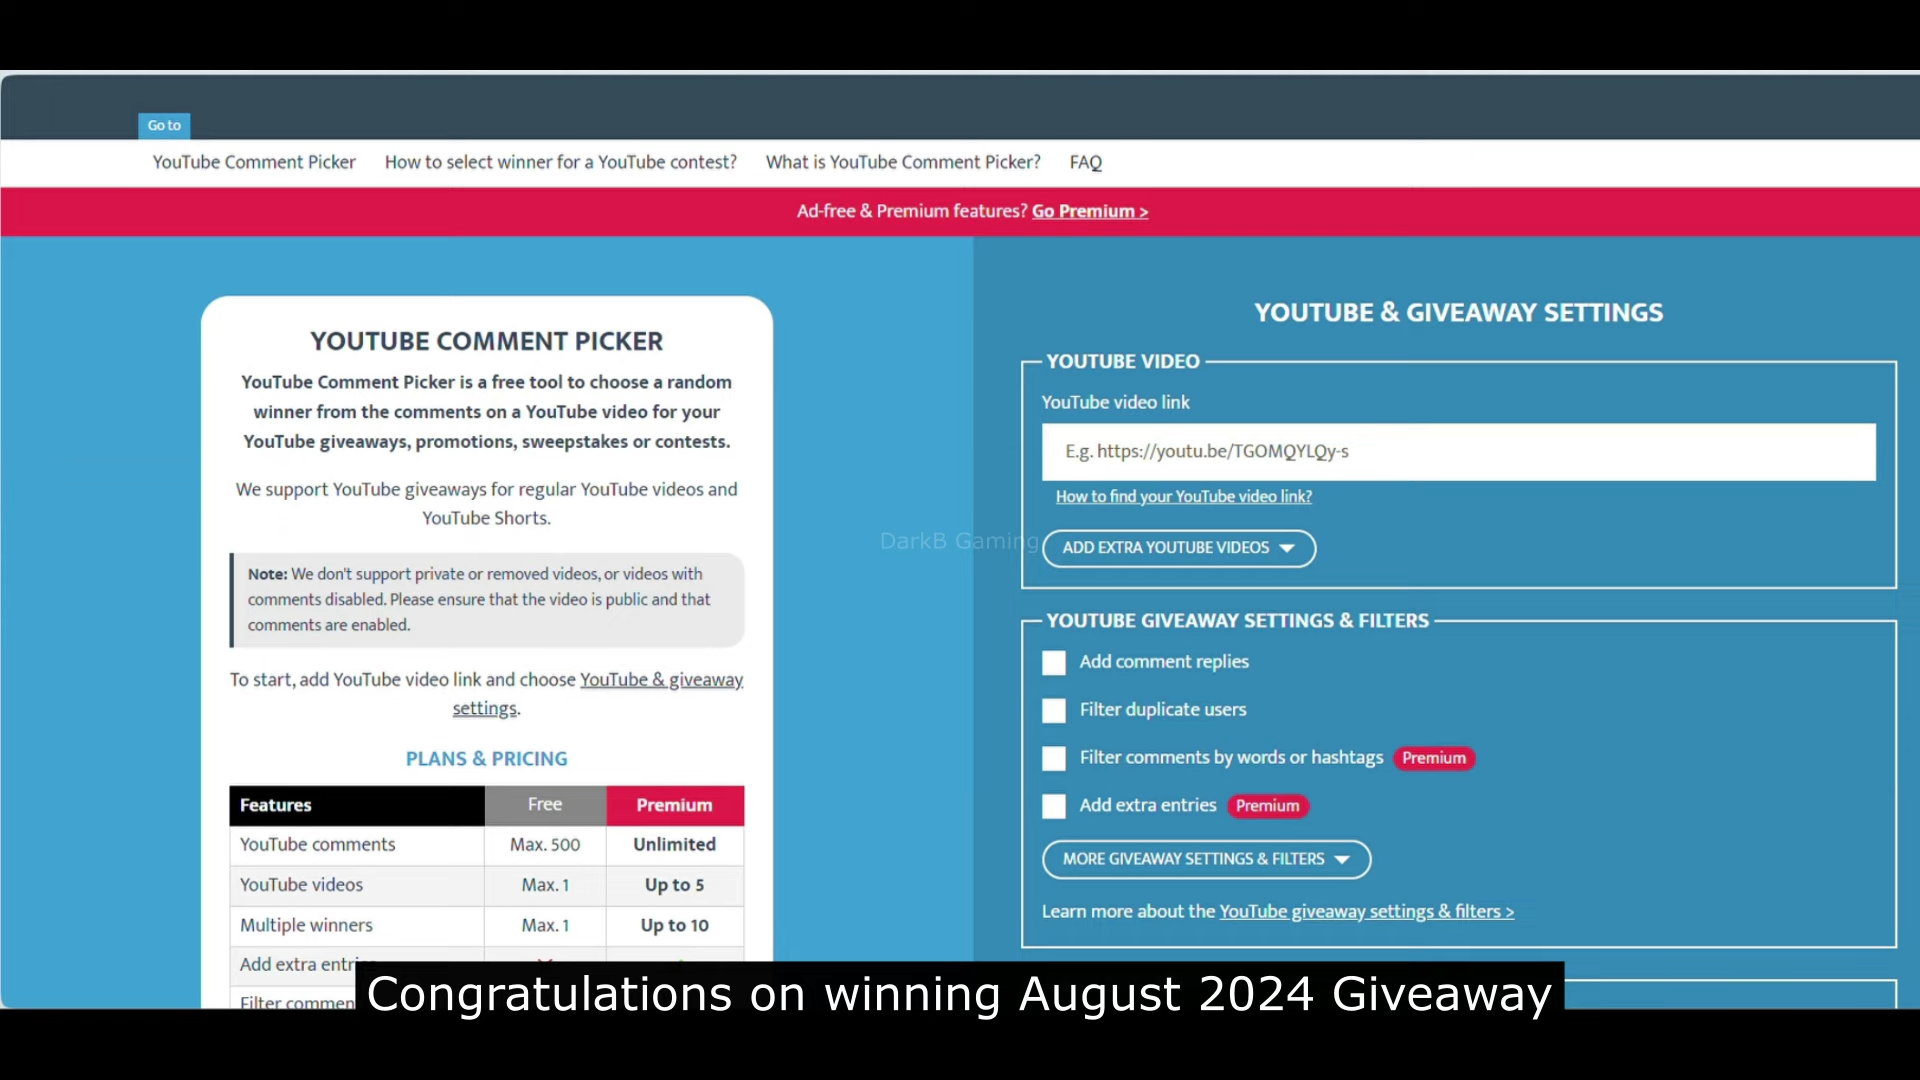 Go to
YouTube Comment Picker How to select winner for a YouTube contest? What is YouTube Comment Picker? FAQ
Ad-free & Premium features? Go Premium >
YOUTUBE COMMENT PICKER
YouTube Comment Picker is a free tool to choose a random
winner from the comments on a YouTube video for your
YouTube giveaways, promotions, sweepstakes or contests.
We support YouTube giveaways for regular YouTube videos and
YouTube Shorts.
Note: We don't support private or removed videos, or videos with
comments disabled. Please ensure that the video is public and that
comments are enabled.
To start, add YouTube video link and choose YouTube & giveaway
settings.
PLANS & PRICING
Features Free Premium
YouTube comments Max. 500 Unlimited
YouTube videos Max. 1 Up to 5
Multiple winners Max. 1 Up to 10
Add extra
Filter
DarkB Gaming
YOUTUBE & GIVEAWAY SETTINGS
YOUTUBE VIDEO
YouTube video link
E.g. https://youtu.be/TGOMQYLQy-s
How to find your YouTube video link?
ADD EXTRA YOUTUBE VIDEOS
YOUTUBE GIVEAWAY SETTINGS & FILTERS
Add comment replies
Filter duplicate users
Filter comments by words or hashtags Premium
Add extra entries Premium
MORE GIVEAWAY SETTINGS & FILTERS
Learn more about the YouTube giveaway settings & filters >
Congratulations on winning August 2024 Giveaway